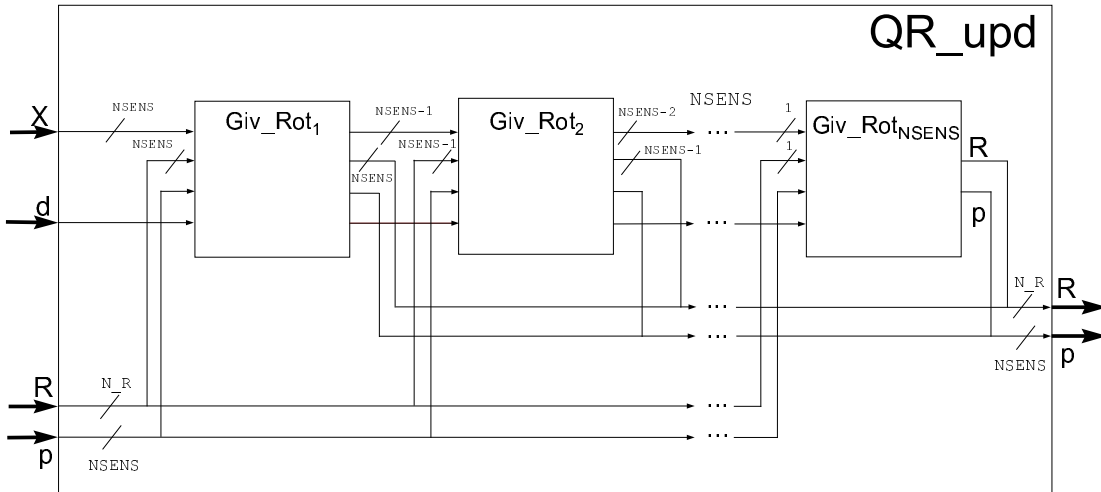 QR_upd
X
NSENS
NSENS
Giv_Rot1
NSENS-1
NSENS-1
NSENS
Giv_Rot2
NSENS-2
NSENS-1
NSENS
...
1
1
Giv_RotNSENS
R
p
d
...
...
...
N_R
R
NSENS
p
R
N_R
...
p
NSENS
...